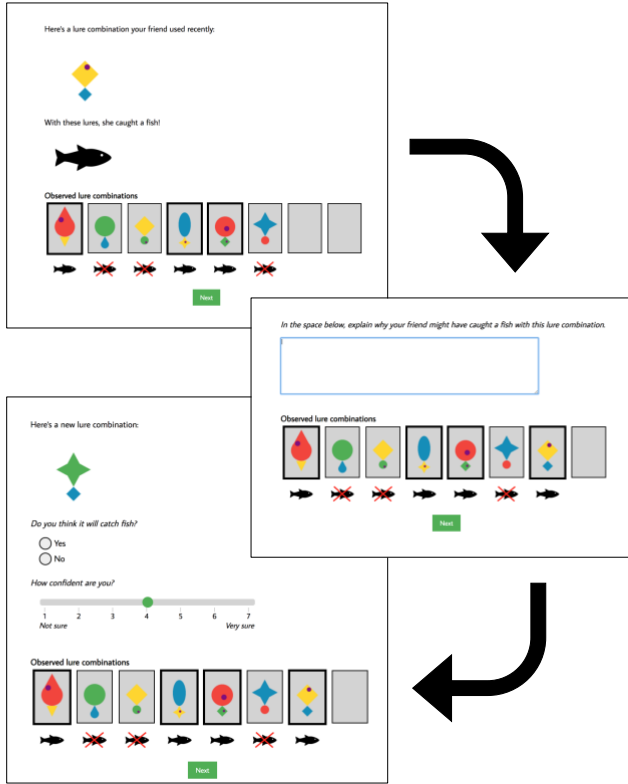 Here's a lure combination your friend used recently:
With these lures, she caught a fish!
Observed lure combinations
Next
In the space below, explain why your friend might have caught a fish with this lure combination.
Observed lure combinations
Next
Here's a new lure combination:
Do you think it will catch fish?
Yes
No
How confident are you?
1 2 3 4 5 6 7
Not sure Very sure
Observed lure combinations
Next